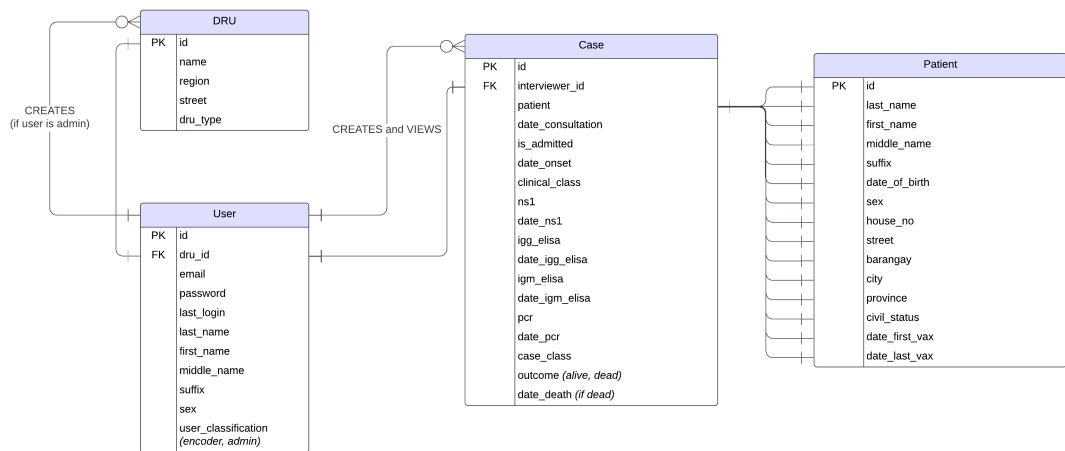 DRU
PK id
name
region
street
dru_type
CREATES
(if user is admin)
User
PK id
FK dru_id
email
password
last_login
last_name
first_name
middle_name
suffix
sex
user_classification
(encoder, admin)
CREATES and VIEWS
Case
PK id
FK interviewer_id
patient
date_consultation
is_admitted
date_onset
clinical_class
ns1
date_ns1
igg_elisa
date_igg_elisa
igm_elisa
date_igm_elisa
pcr
date_pcr
case_class
outcome (alive, dead)
date_death (if dead)
Patient
PK id
last_name
first_name
middle_name
suffix
date_of_birth
sex
house_no
street
barangay
city
province
civil_status
date_first_vax
date_last_vax